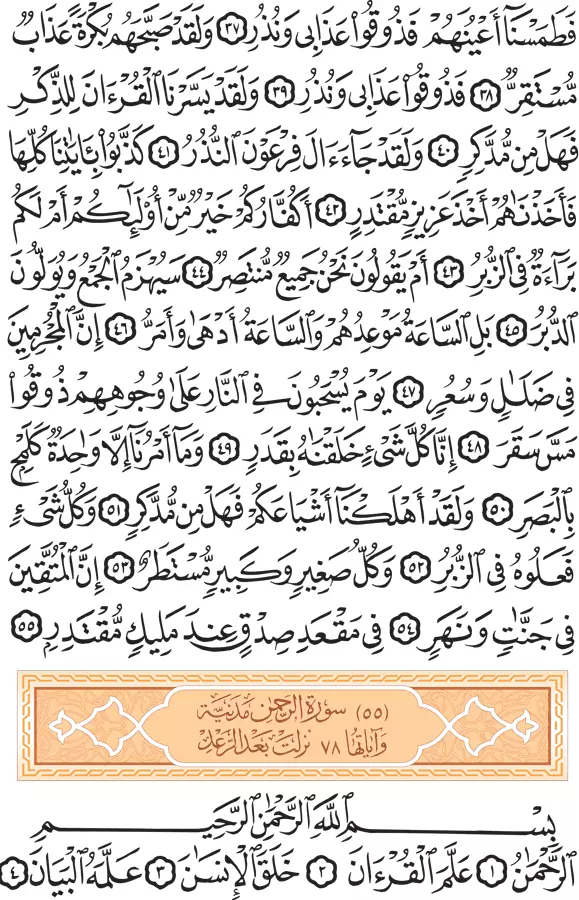 فَطَمَسْنَآ أَعْيُنَهُمْ فَذُوقُوا۟ عَذَابِى وَنُذُرِ ٣٧ وَلَقَدْ صَبَّحَهُم بُكْرَةً عَذَابٌ
مُّسْتَقِرٌّ ٣٨ فَذُوقُوا۟ عَذَابِى وَنُذُرِ ٣٩ وَلَقَدْ يَسَّرْنَا ٱلْقُرْءَانَ لِلذِّكْرِ
فَهَلْ مِن مُّدَّكِرٍ ٤٠ وَلَقَدْ جَآءَ ءَالَ فِرْعَوْنَ ٱلنُّذُرُ ٤١ كَذَّبُوا۟ بِـَٔايَـٰتِنَا كُلِّهَا
فَأَخَذْنَـٰهُمْ أَخْذَ عَزِيزٍ مُّقْتَدِرٍ ٤٢ أَكُفَّارُكُمْ خَيْرٌ مِّنْ أُو۟لَـٰٓئِكُمْ أَمْ لَكُم
بَرَآءَةٌ فِى ٱلزُّبُرِ ٤٣ أَمْ يَقُولُونَ نَحْنُ جَمِيعٌ مُّنتَصِرٌ ٤٤ سَيُهْزَمُ ٱلْجَمْعُ وَيُوَلُّونَ
ٱلدُّبُرَ ٤٥ بَلِ ٱلسَّاعَةُ مَوْعِدُهُمْ وَٱلسَّاعَةُ أَدْهَىٰ وَأَمَرُّ ٤٦ إِنَّ ٱلْمُجْرِمِينَ
فِى ضَلَـٰلٍ وَسُعُرٍ ٤٧ يَوْمَ يُسْحَبُونَ فِى ٱلنَّارِ عَلَىٰ وُجُوهِهِمْ ذُوقُوا۟
مَسَّ سَقَرَ ٤٨ إِنَّا كُلَّ شَىْءٍ خَلَقْنَـٰهُ بِقَدَرٍ ٤٩ وَمَآ أَمْرُنَآ إِلَّا وَٰحِدَةٌ كَلَمْحٍۭ
بِٱلْبَصَرِ ٥٠ وَلَقَدْ أَهْلَكْنَآ أَشْيَاعَكُمْ فَهَلْ مِن مُّدَّكِرٍ ٥١ وَكُلُّ شَىْءٍ
فَعَلُوهُ فِى ٱلزُّبُرِ ٥٢ وَكُلُّ صَغِيرٍ وَكَبِيرٍ مُّسْتَطَرٌ ٥٣ إِنَّ ٱلْمُتَّقِينَ
فِى جَنَّـٰتٍ وَنَهَرٍ ٥٤ فِى مَقْعَدِ صِدْقٍ عِندَ مَلِيكٍ مُّقْتَدِرٍۭ ٥٥
(٥٥) سورة الرحمن مدنية
وآياتها ٧٨ نزلت بعد الرعد
بِسْمِ ٱللَّهِ ٱلرَّحْمَـٰنِ ٱلرَّحِيمِ
ٱلرَّحْمَـٰنُ ١ عَلَّمَ ٱلْقُرْءَانَ ٢ خَلَقَ ٱلْإِنسَـٰنَ ٣ عَلَّمَهُ ٱلْبَيَانَ ٤